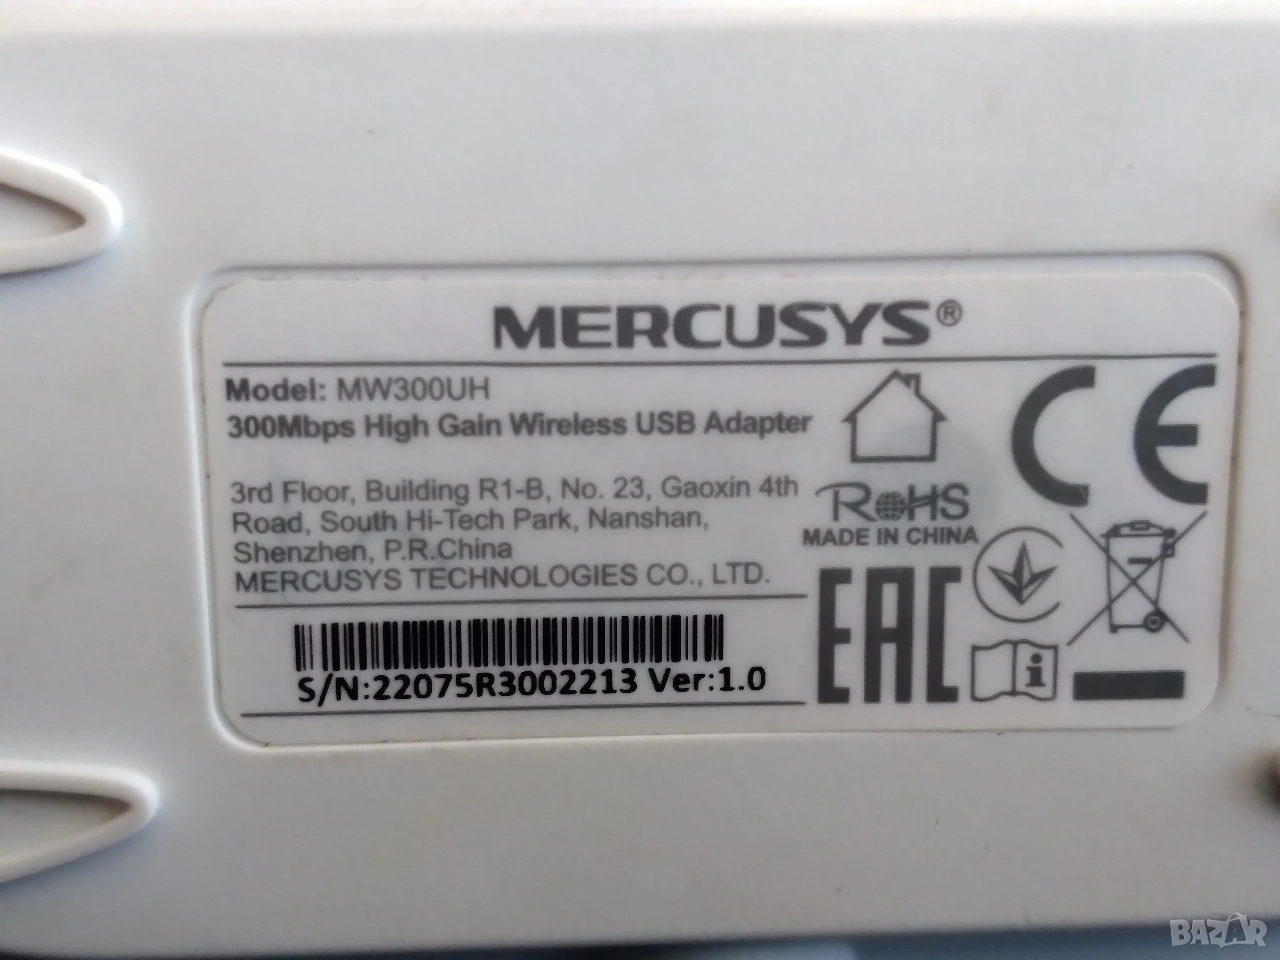 MERCUSYS®
Model: MW300UH
300Mbps High Gain Wireless USB Adapter
3rd Floor, Building R1-B, No. 23, Gaoxin 4th
Road, South Hi-Tech Park, Nanshan,
Shenzhen, P.R.China
MERCUSYS TECHNOLOGIES CO., LTD.
S/N:22075R3002213 Ver:1.0
CE
RoHS
MADE IN CHINA
EAC
i
BAZAR